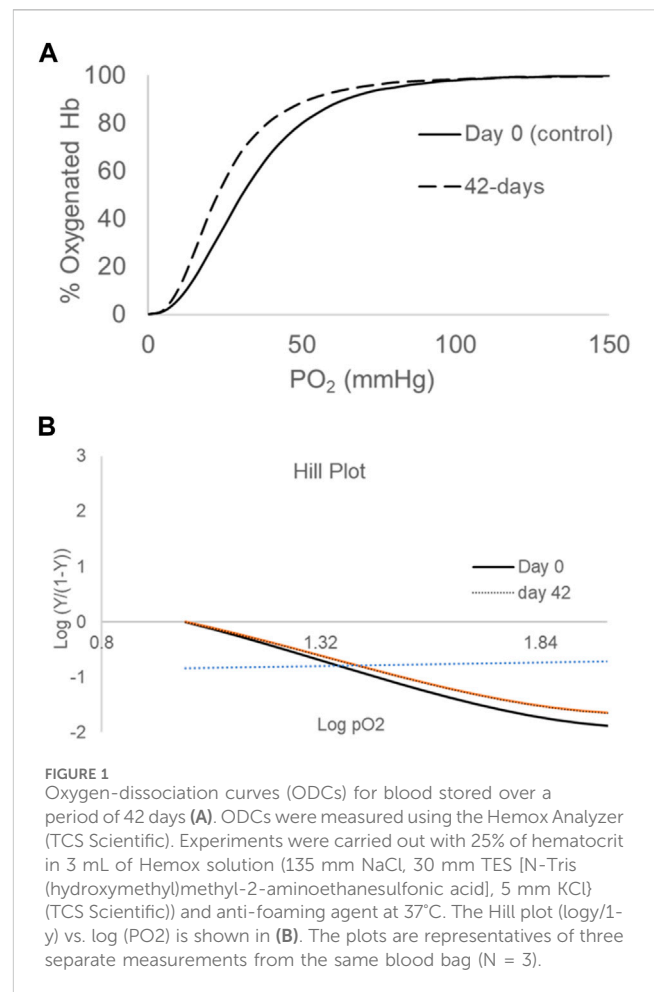 A
100
80
60
40
20
0
% Oxygenated Hb
Day 0 (control)
42-days
0 50 100 150
PO2 (mmHg)
B
3
2
1
0
-1
-2
Log (Y/(1-Y))
Hill Plot
Day 0
day 42
0.8 1.32 1.84
Log pO2
FIGURE 1
Oxygen-dissociation curves (ODCs) for blood stored over a
period of 42 days (A). ODCs were measured using the Hemox Analyzer
(TCS Scientific). Experiments were carried out with 25% of hematocrit
in 3 mL of Hemox solution (135 mm NaCl, 30 mm TES [N-Tris
(hydroxymethyl)methyl-2-aminoethanesulfonic acid], 5 mm KCl}
(TCS Scientific)) and anti-foaming agent at 37°C. The Hill plot (logy/1-
y) vs. log (PO2) is shown in (B). The plots are representatives of three
separate measurements from the same blood bag (N = 3).